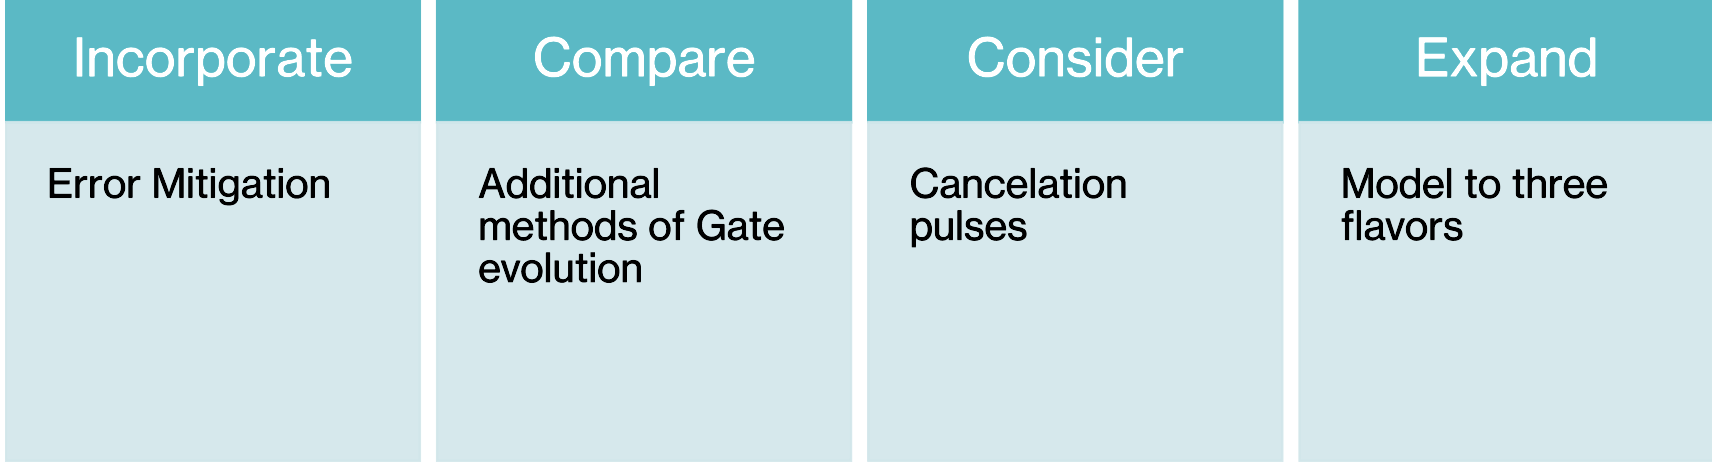 Incorporate
Error Mitigation
Compare
Additional
methods of Gate
evolution
Consider
Cancelation
pulses
Expand
Model to three
flavors